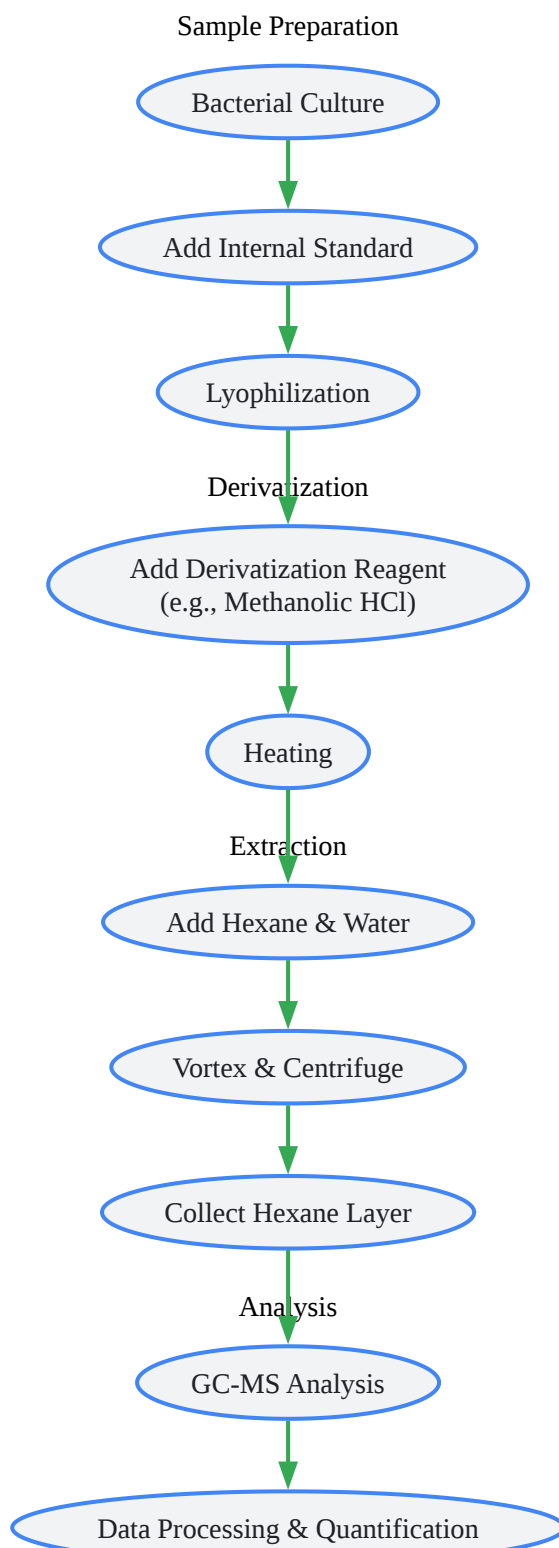 Sample Preparation
Bacterial Culture
Add Internal Standard
Lyophilization
Derivatization
Add Derivatization Reagent
(e.g., Methanolic HCl)
Heating
Extraction
Add Hexane & Water
Vortex & Centrifuge
Collect Hexane Layer
Analysis
GC-MS Analysis
Data Processing & Quantification